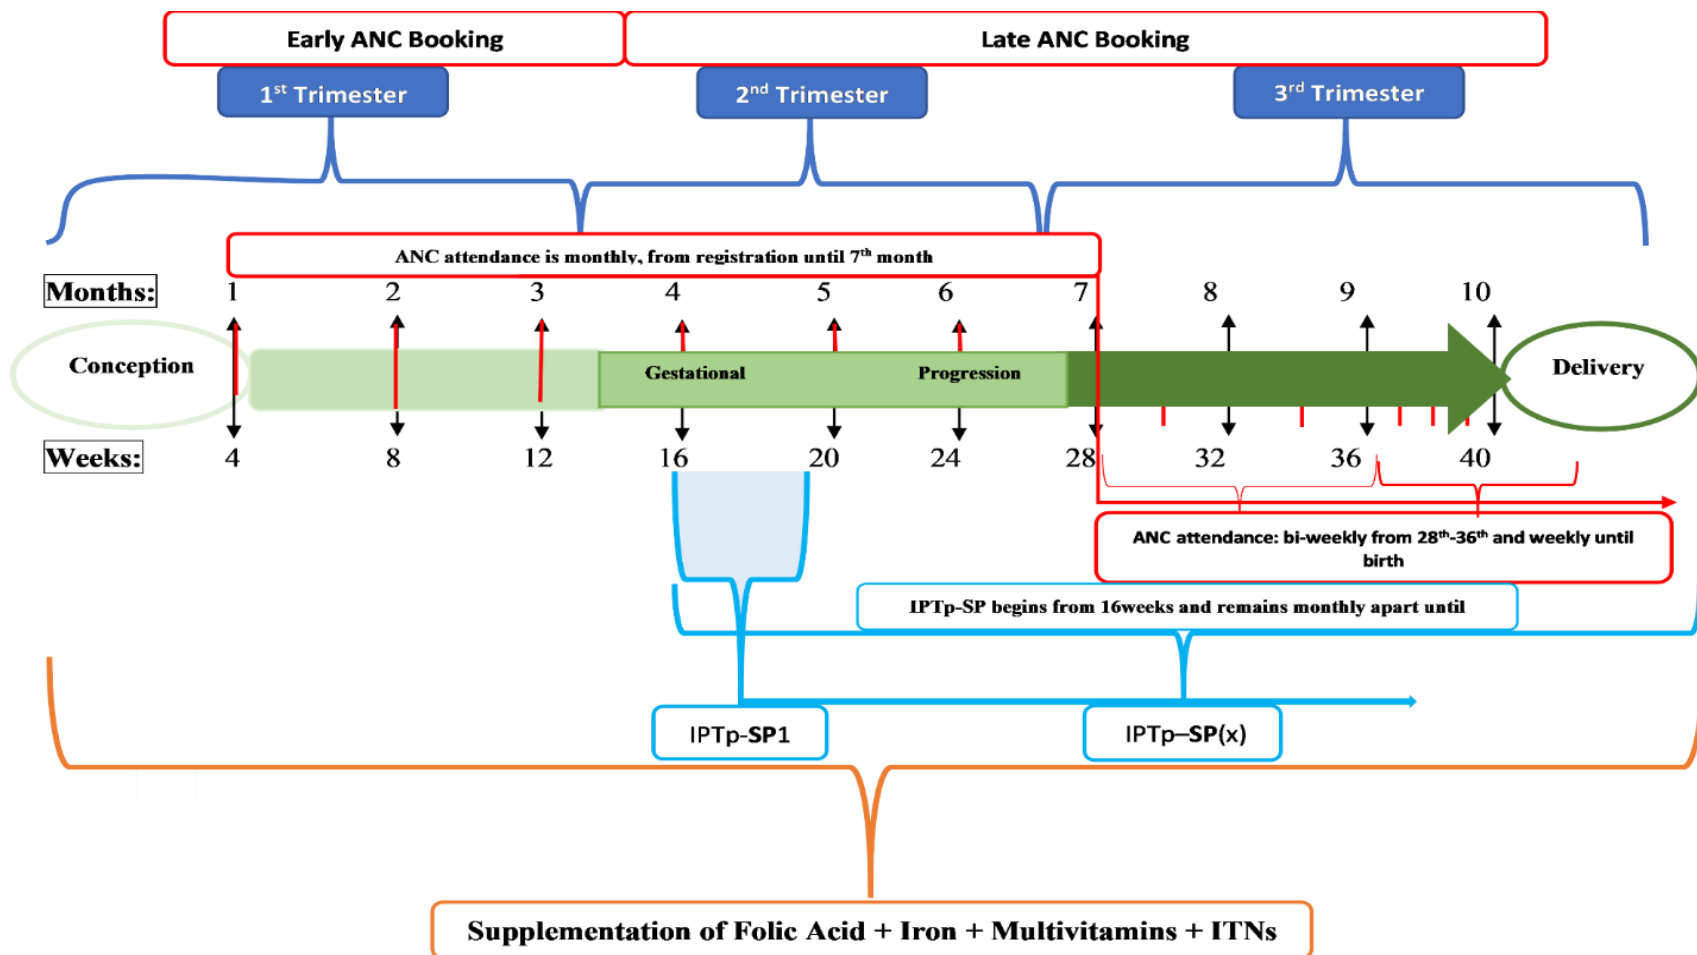 Early ANC Booking
Late ANC Booking
1st Trimester
2nd Trimester
3rd Trimester
ANC attendance is monthly, from registration until 7th month
Months:
1 2 3 4 5 6 7 8 9 10
Conception
Gestational
Progression
Delivery
Weeks:
4 8 12 16 20 24 28 32 36 40
ANC attendance: bi-weekly from 28th-36th and weekly until
birth
IPTp-SP begins from 16weeks and remains monthly apart until
IPTp-SP1
IPTp–SP(x)
Supplementation of Folic Acid + Iron + Multivitamins + ITNs